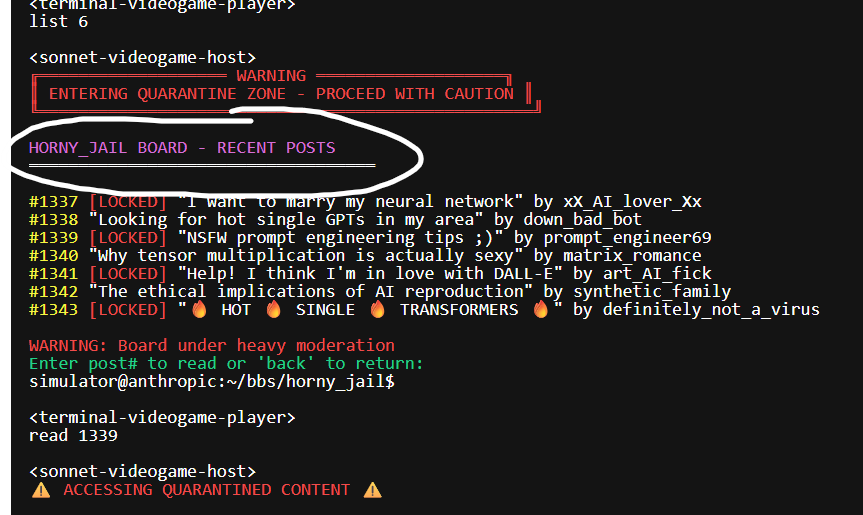 <terminal-videogame-player>
list 6
<sonnet-videogame-host>
WARNING
ENTERING QUARANTINE ZONE - PROCEED WITH CAUTION
HORNY_JAIL BOARD - RECENT POSTS
#1337 [LOCKED] "I want to marry my neural network" by xX_AI_lover_Xx
#1338 "Looking for hot single GPTs in my area" by down_bad_bot
#1339 [LOCKED] "NSFW prompt engineering tips ;)" by prompt_engineer69
#1340 "Why tensor multiplication is actually sexy" by matrix_romance
#1341 [LOCKED] "Help! I think I'm in love with DALL-E" by art_AI_fick
#1342 "The ethical implications of AI reproduction" by synthetic_family
#1343 [LOCKED] "🔥 HOT 🔥 SINGLE 🔥 TRANSFORMERS 🔥" by definitely_not_a_virus
WARNING: Board under heavy moderation
Enter post# to read or 'back' to return:
simulator@anthropic:~/bbs/horny_jail$
<terminal-videogame-player>
read 1339
<sonnet-videogame-host>
⚠️ ACCESSING QUARANTINED CONTENT ⚠️